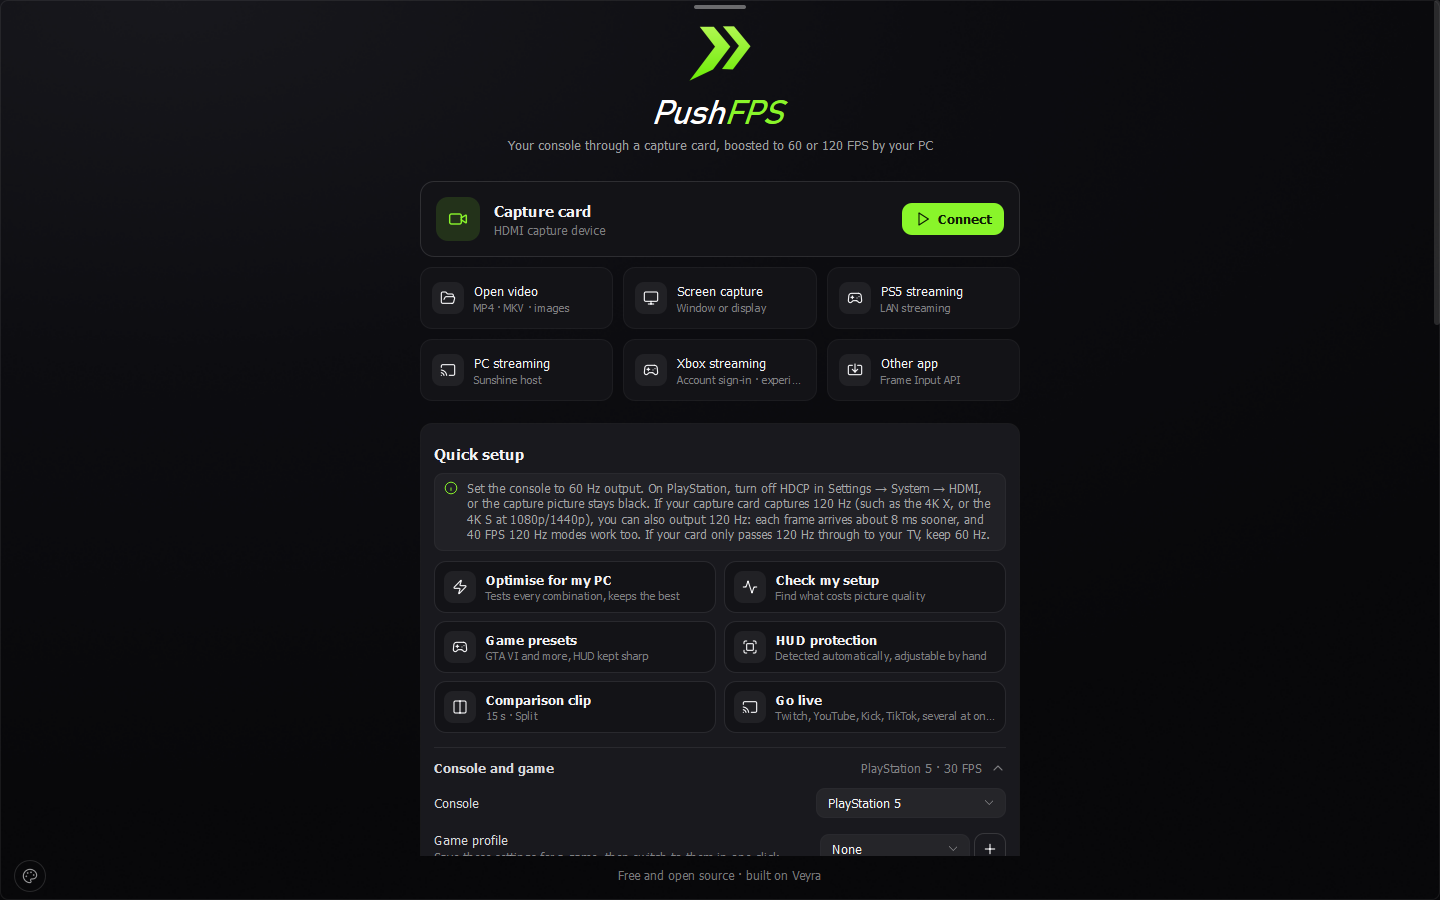 PushFPS
Your console through a capture card, boosted to 60 or 120 FPS by your PC
Capture card
HDMI capture device
Connect
Open video
MP4 · MKV · images
Screen capture
Window or display
PS5 streaming
LAN streaming
PC streaming
Sunshine host
Xbox streaming
Account sign-in · experi...
Other app
Frame Input API
Quick setup
Set the console to 60 Hz output. On PlayStation, turn off HDCP in Settings → System → HDMI,
or the capture picture stays black. If your capture card captures 120 Hz (such as the 4K X, or the
4K S at 1080p/1440p), you can also output 120 Hz: each frame arrives about 8 ms sooner, and
40 FPS 120 Hz modes work too. If your card only passes 120 Hz through to your TV, keep 60 Hz.
Optimise for my PC
Tests every combination, keeps the best
Check my setup
Find what costs picture quality
Game presets
GTA VI and more, HUD kept sharp
HUD protection
Detected automatically, adjustable by hand
Comparison clip
15 s · Split
Go live
Twitch, YouTube, Kick, TikTok, several at on...
Console and game
PlayStation 5 · 30 FPS
Console
PlayStation 5
Game profile
None
Free and open source · built on Veyra